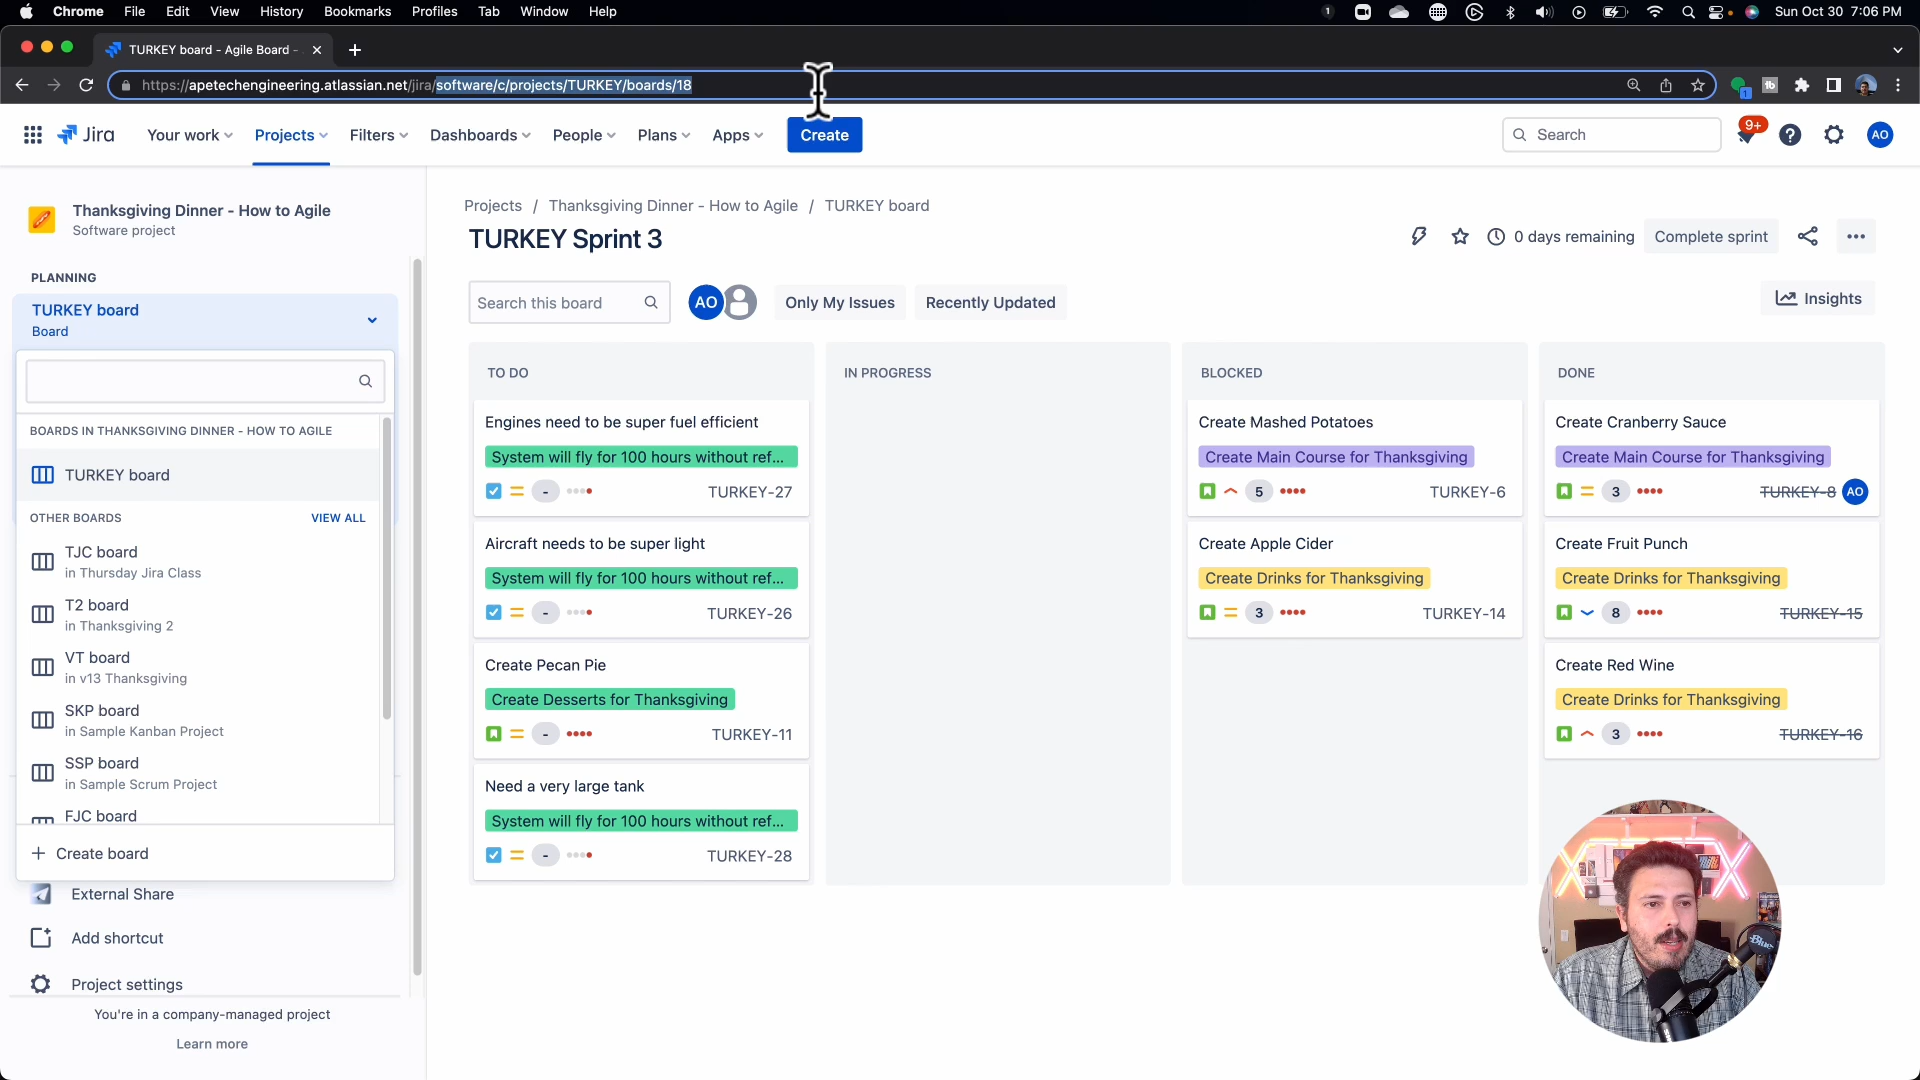 Chrome File Edit View History Bookmarks Profiles Tab Window Help
1
Sun Oct 30 7:06 PM
TURKEY board - Agile Board -
https://apetechengineering.atlassian.net/jira/software/c/projects/TURKEY/boards/18
1
Jira
Your work
Projects
Filters
Dashboards
People
Plans
Apps
Create
Search
9+
AO
Thanksgiving Dinner - How to Agile
Software project
PLANNING
TURKEY board
Board
BOARDS IN THANKSGIVING DINNER - HOW TO AGILE
TURKEY board
OTHER BOARDS
VIEW ALL
TJC board
in Thursday Jira Class
T2 board
in Thanksgiving 2
VT board
in v13 Thanksgiving
SKP board
in Sample Kanban Project
SSP board
in Sample Scrum Project
FJC board
Create board
External Share
Add shortcut
Project settings
You're in a company-managed project
Learn more
Projects / Thanksgiving Dinner - How to Agile / TURKEY board
TURKEY Sprint 3
0 days remaining
Complete sprint
Search this board
AO
Only My Issues
Recently Updated
Insights
TO DO
Engines need to be super fuel efficient
System will fly for 100 hours without ref...
- TURKEY-27
Aircraft needs to be super light
System will fly for 100 hours without ref...
- TURKEY-26
Create Pecan Pie
Create Desserts for Thanksgiving
- TURKEY-11
Need a very large tank
System will fly for 100 hours without ref...
- TURKEY-28
IN PROGRESS
BLOCKED
Create Mashed Potatoes
Create Main Course for Thanksgiving
5 TURKEY-6
Create Apple Cider
Create Drinks for Thanksgiving
3 TURKEY-14
DONE
Create Cranberry Sauce
Create Main Course for Thanksgiving
3 TURKEY-8 AO
Create Fruit Punch
Create Drinks for Thanksgiving
8 TURKEY-15
Create Red Wine
Create Drinks for Thanksgiving
3 TURKEY-16
Blue